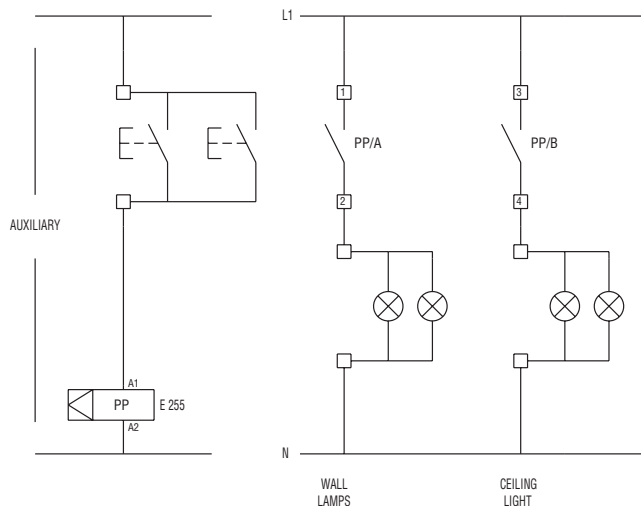 L1
1
3
PP/A
PP/B
2
4
AUXILIARY
A1
PP
E 255
A2
N
WALL
LAMPS
CEILING
LIGHT